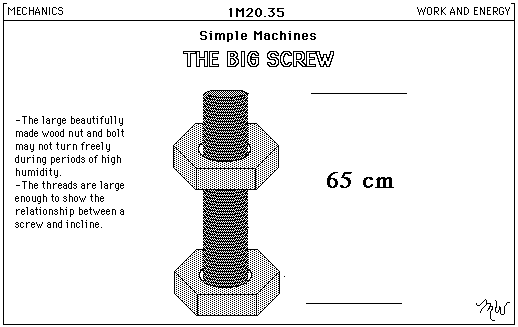 MECHANICS
1M20.35
WORK AND ENERGY
Simple Machines
THE BIG SCREW
-The large beautifully
made wood nut and bolt
may not turn freely
during periods of high
humidity.
-The threads are large
enough to show the
relationship between a
screw and incline.
65 cm